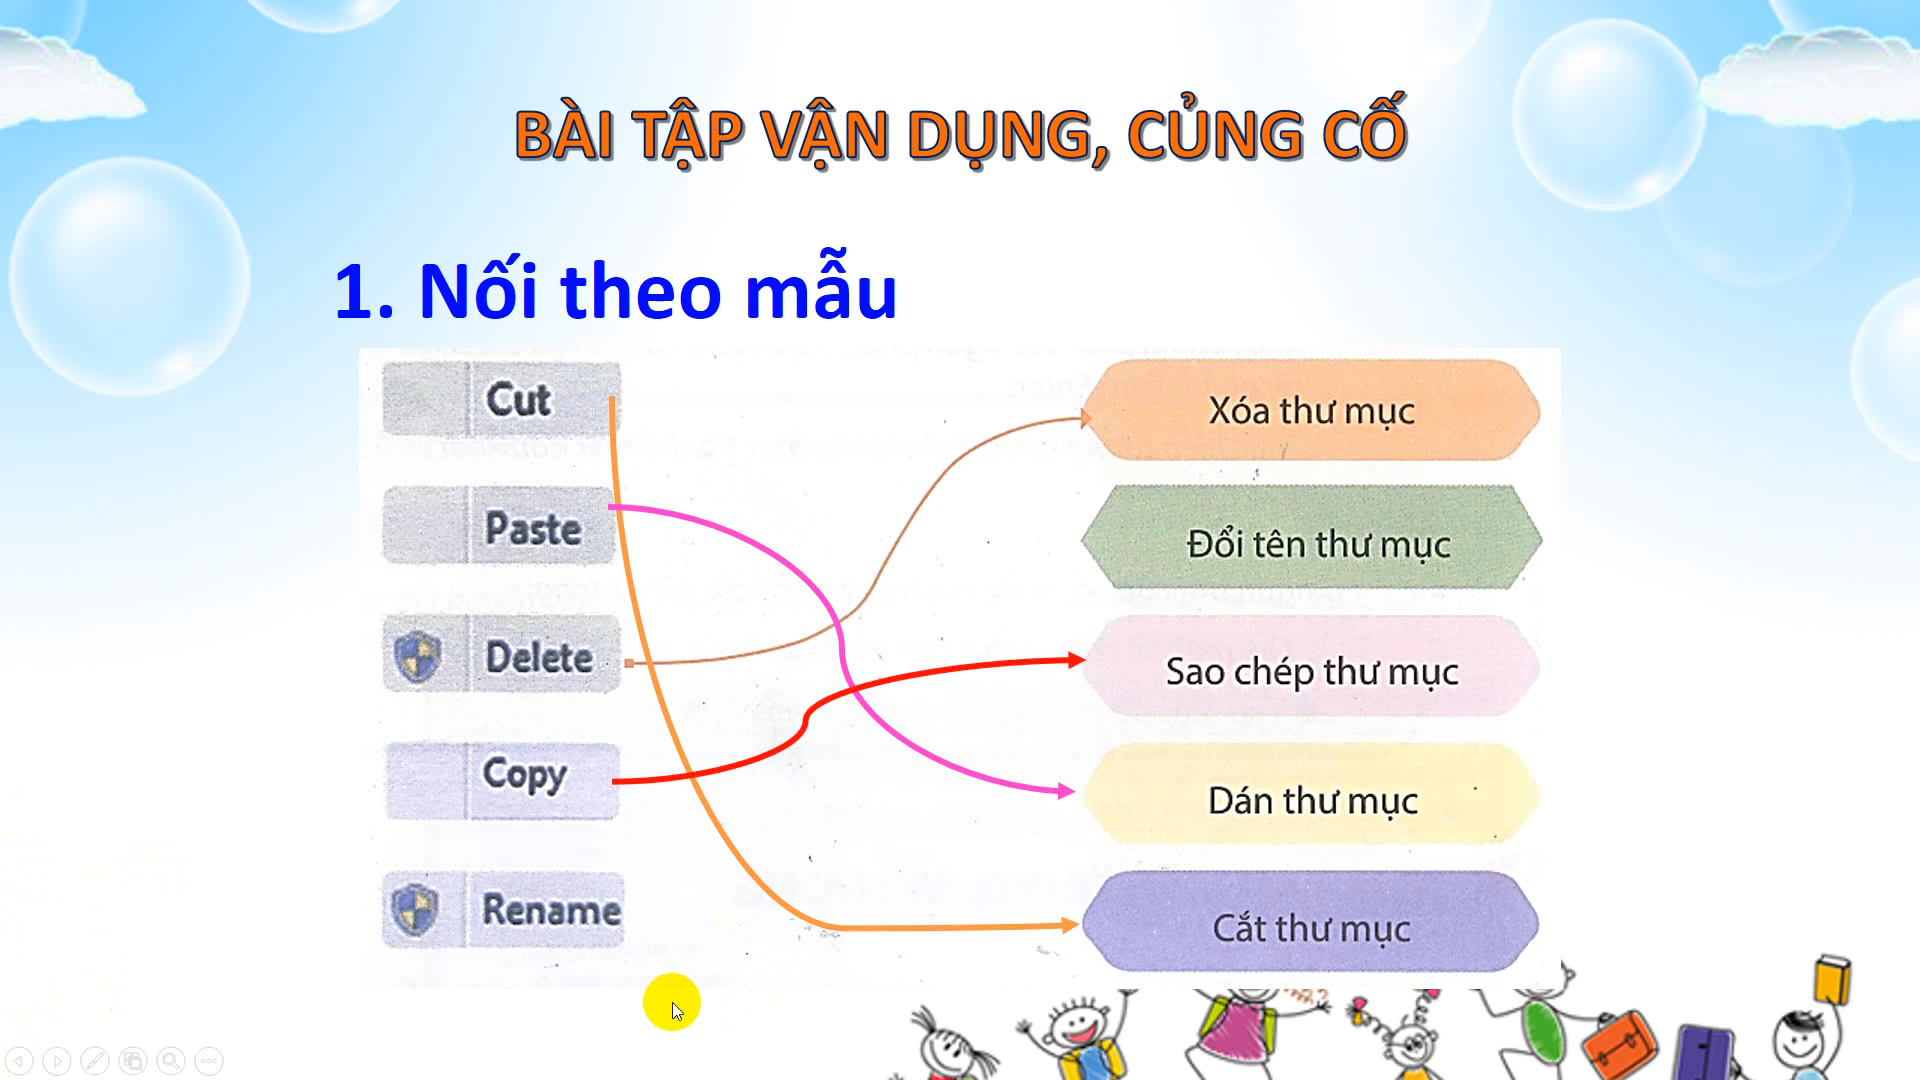 BÀI TẬP VẬN DỤNG, CỦNG CỐ
1. Nối theo mẫu
Cut
Xóa thư mục
Paste
Đổi tên thư mục
Delete
Sao chép thư mục
Copy
Dán thư mục
Rename
Cắt thư mục